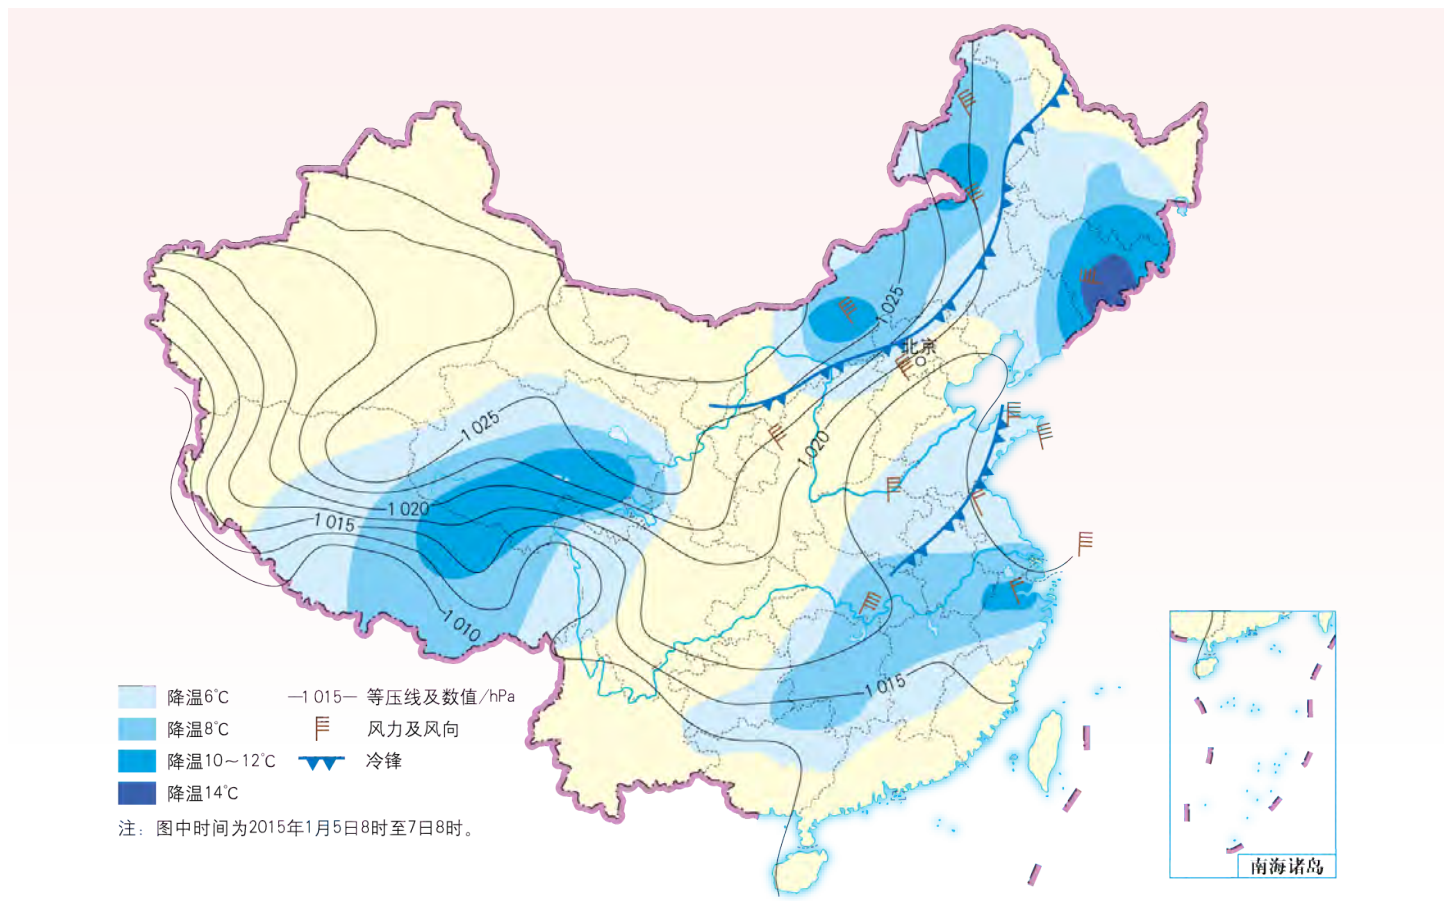 1 025
北京
1 025
1 020
1 020
1 015
1 010
1 015
降温6℃
—1 015— 等压线及数值/hPa
降温8℃
风力及风向
降温10～12℃
冷锋
降温14℃
注：图中时间为2015年1月5日8时至7日8时。
南海诸岛